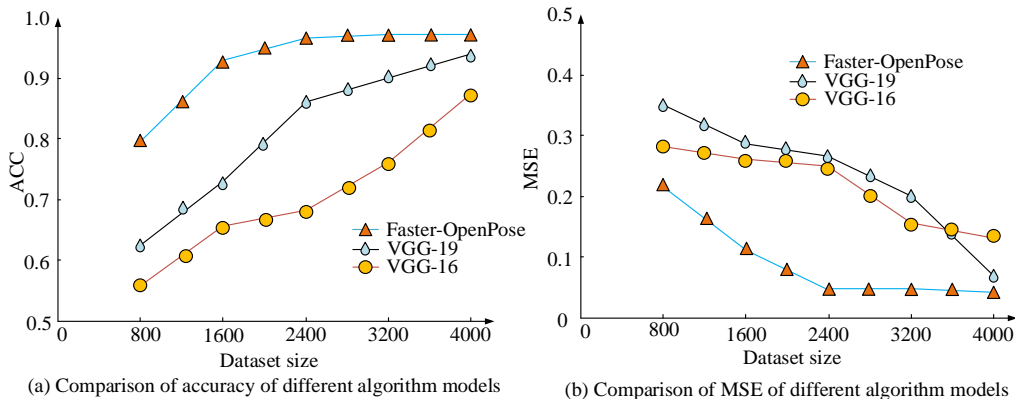 1.0
0.9
0.8
0.7
0.6
0.5
ACC
0 800 1600 2400 3200 4000
Dataset size
Faster-OpenPose
VGG-19
VGG-16
(a) Comparison of accuracy of different algorithm models
0.5
0.4
0.3
0.2
0.1
0
MSE
0 800 1600 2400 3200 4000
Dataset size
Faster-OpenPose
VGG-19
VGG-16
(b) Comparison of MSE of different algorithm models